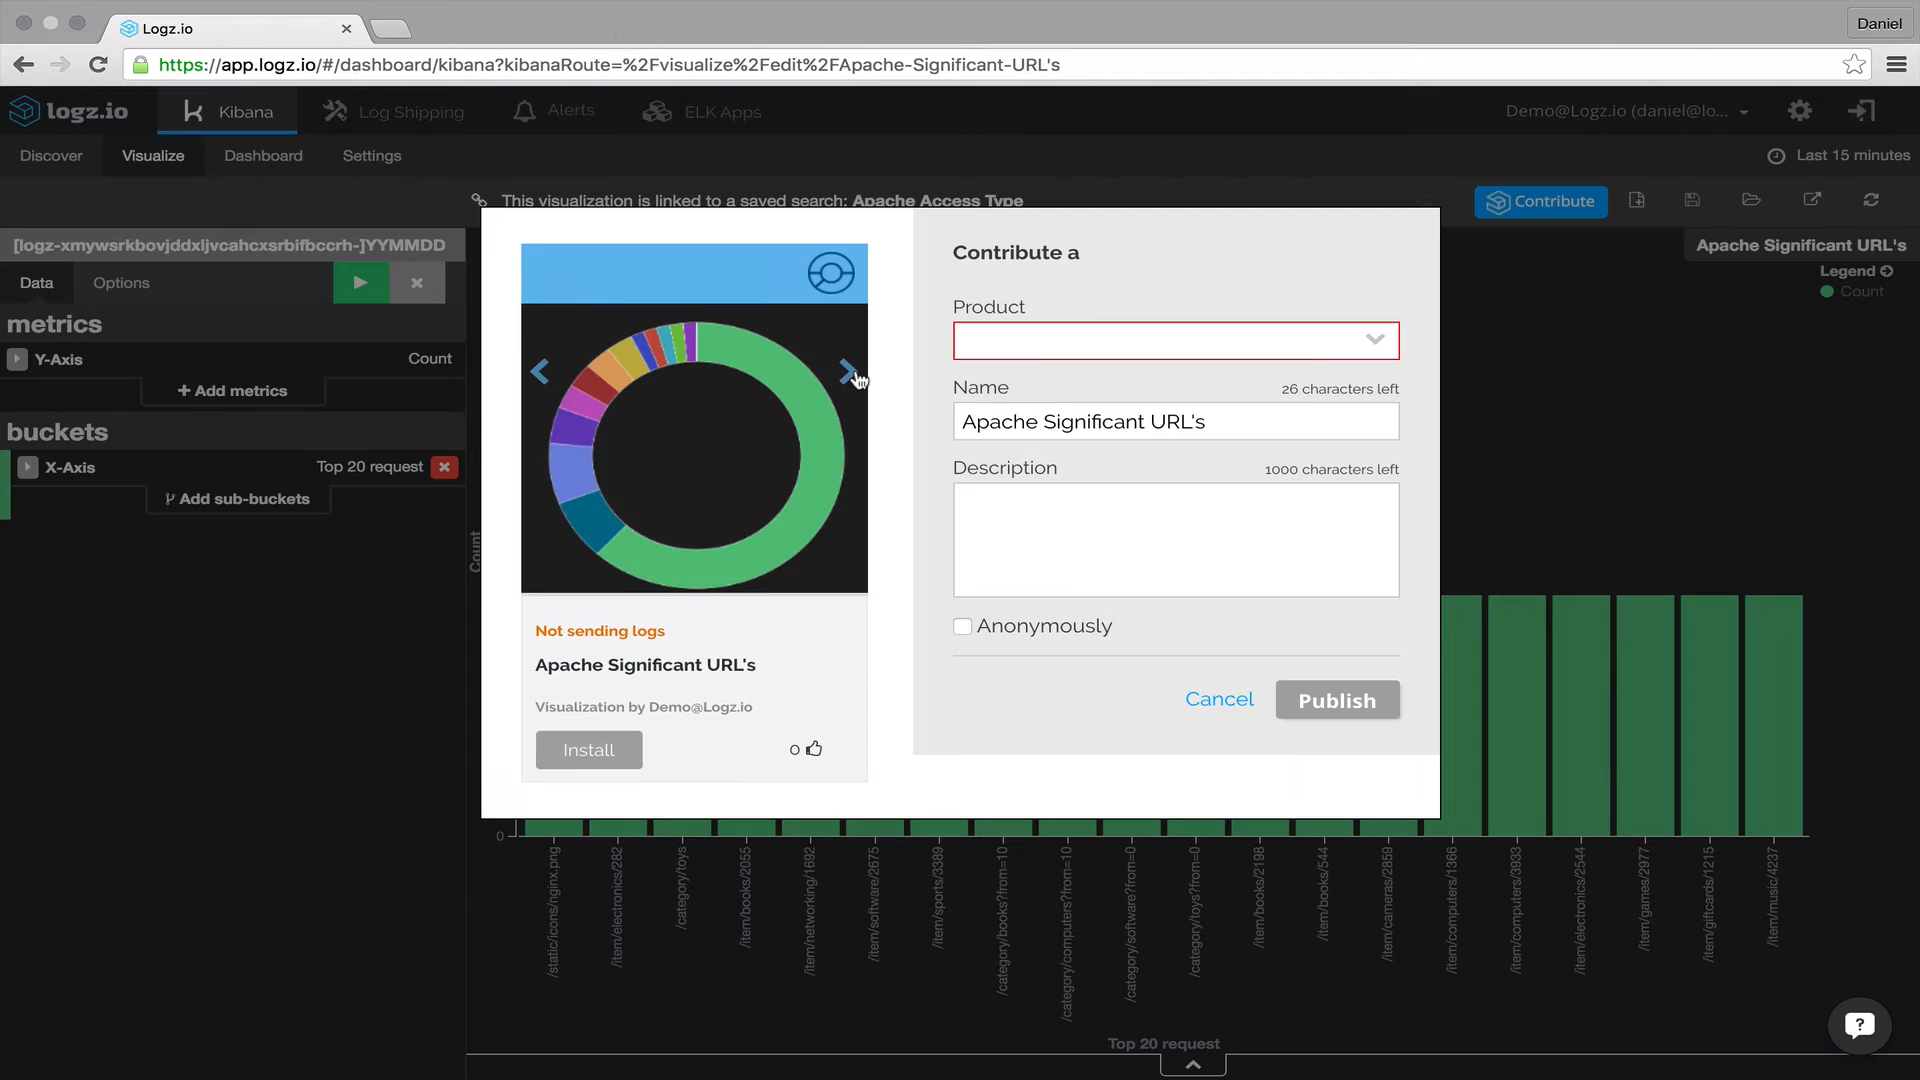 Logz.io
Daniel
https://app.logz.io/#/dashboard/kibana?kibanaRoute=%2Fvisualize%2Fedit%2FApache-Significant-URL's
logz.io
Kibana
Log Shipping
Alerts
ELK Apps
Demo@Logz.io (daniel@lo...
Discover
Visualize
Dashboard
Settings
Last 15 minutes
This visualization is linked to a saved search: Apache Access Type
Contribute
[logz-xmywsrkbovjddxljvcahcxsrbifbccrh-]YYMMDD
Apache Significant URL's
Data
Options
Legend
Count
metrics
Y-Axis
Count
+ Add metrics
buckets
X-Axis
Top 20 request
Add sub-buckets
Contribute a
Product
Name
26 characters left
Apache Significant URL's
Description
1000 characters left
Anonymously
Cancel
Publish
Not sending logs
Apache Significant URL's
Visualization by Demo@Logz.io
Install
0
Count
0
/static/icons/nginx.png
/item/electronics/282
/category/toys
/item/books/2055
/item/networking/1692
/item/software/2675
/item/sports/3389
/category/books?from=10
/category/computers?from=10
/category/software?from=0
/category/toys?from=0
/item/books/2198
/item/books/544
/item/cameras/2859
/item/computers/1366
/item/computers/3933
/item/electronics/2544
/item/games/2977
/item/giftcards/1215
/item/music/4237
Top 20 request
?